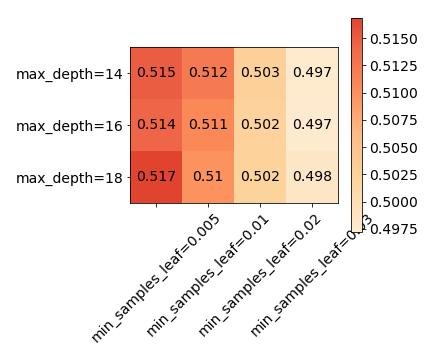 max_depth=14 0.515 0.512 0.503 0.497
max_depth=16 0.514 0.511 0.502 0.497
max_depth=18 0.517 0.51 0.502 0.498
min_samples_leaf=0.005
min_samples_leaf=0.01
min_samples_leaf=0.02
min_samples_leaf=0.03
0.5150
0.5125
0.5100
0.5075
0.5050
0.5025
0.5000
0.4975